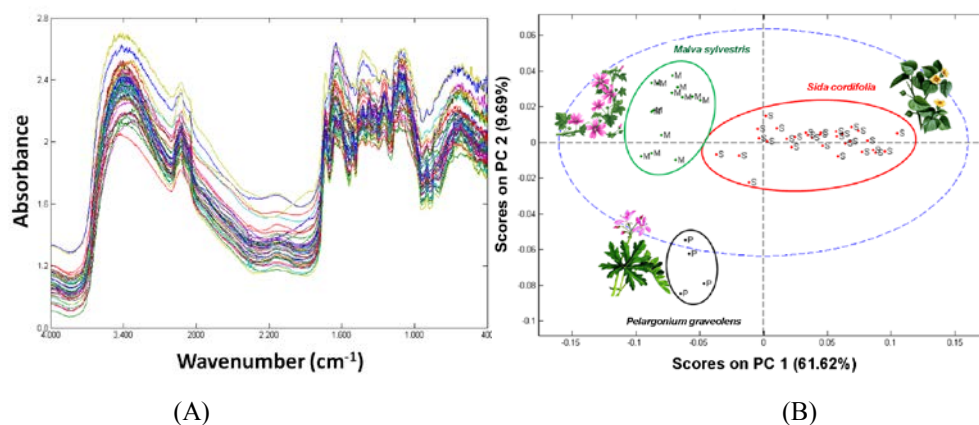 2.8
2.4
2
1.6
1.2
0.8
Absorbance
4.000
3.400
2.000
2.200
1.600
1.000
400
Wavenumber (cm⁻¹)
(A)
B)
0.06
0.04
0.02
0
-0.02
-0.04
-0.06
-0.08
-0.1
Scores on PC 2 (9.69%)
Malva sylvestris
Sida cordifolia
Pelargonium graveolens
-0.15
-0.1
-0.05
0
0.05
0.1
0.15
Scores on PC 1 (61.62%)
(B)